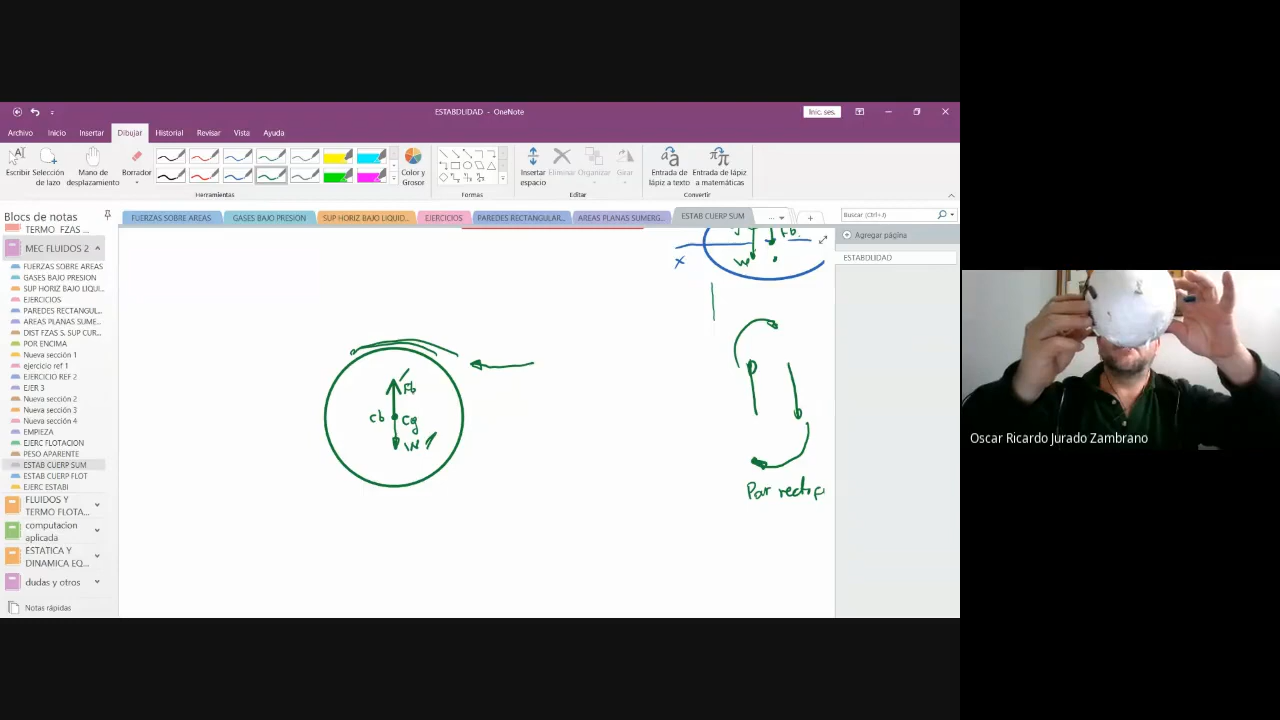 ESTABDLIDAD - OneNote
Inic. ses.
Archivo Inicio Insertar Dibujar Historial Revisar Vista Ayuda
Escribir
Selección de lazo
Mano de desplazamiento
Borrador
Color y Grosor
Insertar espacio
Eliminar
Organizar
Girar
Entrada de lápiz a texto
Entrada de lápiz a matemáticas
Herramientas
Formas
Editar
Convertir
Blocs de notas
FUERZAS SOBRE AREAS
GASES BAJO PRESION
SUP HORIZ BAJO LIQUID...
EJERCICIOS
PAREDES RECTANGULAR...
AREAS PLANAS SUMERG...
ESTAB CUERP SUM
...
+
Buscar (Ctrl+J)
Agregar página
ESTABDLIDAD
TERMO FZAS ...
MEC FLUIDOS 2
FUERZAS SOBRE AREAS
GASES BAJO PRESION
SUP HORIZ BAJO LIQUI...
EJERCICIOS
PAREDES RECTANGUL...
AREAS PLANAS SUME...
DIST FZAS S. SUP CUR...
POR ENCIMA
Nueva sección 1
ejercicio ref 1
EJERCICIO REF 2
EJER 3
Nueva sección 2
Nueva sección 3
Nueva sección 4
EMPIEZA
EJERC FLOTACION
PESO APARENTE
ESTAB CUERP SUM
ESTAB CUERP FLOT
EJERC ESTABI
FLUIDOS Y
TERMO FLOTA...
computacion
aplicada
ESTATICA Y
DINAMICA EQ...
dudas y otros
Notas rápidas
Fb
W
x
Fb
cb cg
W
Par rectif
Oscar Ricardo Jurado Zambrano